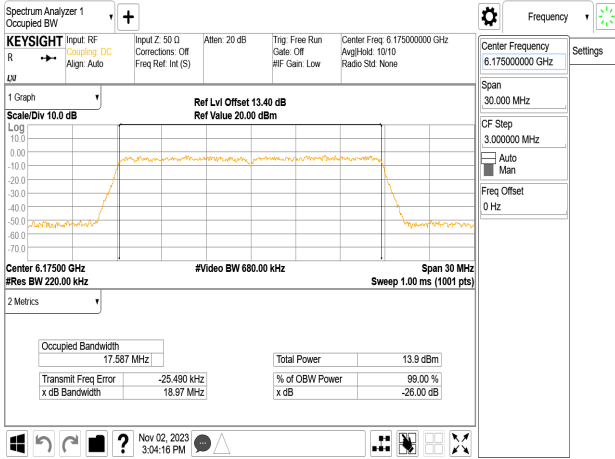 Spectrum Analyzer 1
Occupied BW
KEYSIGHT
R
LXI
Input: RF
Coupling: DC
Align: Auto
Input Z: 50 Ω
Corrections: Off
Freq Ref: Int (S)
Atten: 20 dB
Trig: Free Run
Gate: Off
#IF Gain: Low
Center Freq: 6.175000000 GHz
Avg|Hold: 10/10
Radio Std: None
1 Graph
Scale/Div 10.0 dB
Ref Lvl Offset 13.40 dB
Ref Value 20.00 dBm
Log
10.0
0.00
-10.0
-20.0
-30.0
-40.0
-50.0
-60.0
-70.0
Center 6.17500 GHz
#Video BW 680.00 kHz
Span 30 MHz
#Res BW 220.00 kHz
Sweep 1.00 ms (1001 pts)
2 Metrics
Occupied Bandwidth
17.587 MHz
Total Power 13.9 dBm
Transmit Freq Error -25.490 kHz
% of OBW Power 99.00 %
x dB Bandwidth 18.97 MHz
x dB -26.00 dB
?
Nov 02, 2023
3:04:16 PM
Frequency
Settings
Center Frequency
6.175000000 GHz
Span
30.000 MHz
CF Step
3.000000 MHz
Auto
Man
Freq Offset
0 Hz